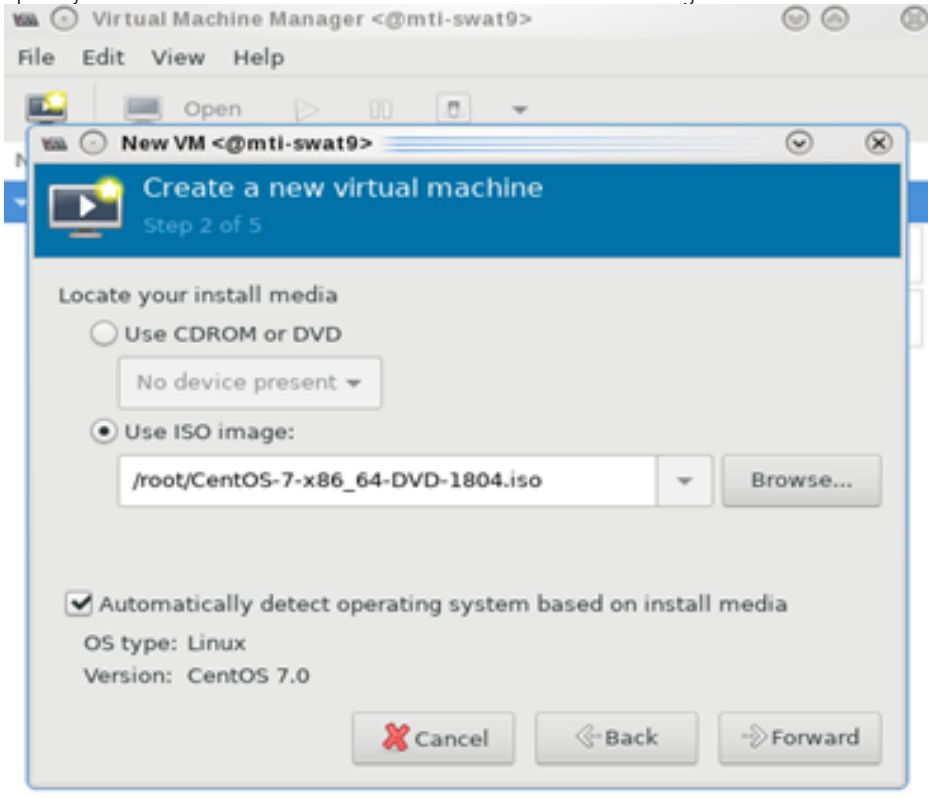 Virtual Machine Manager <@mti-swat9>
File Edit View Help
Open
New VM <@mti-swat9>
Create a new virtual machine
Step 2 of 5
Locate your install media
Use CDROM or DVD
No device present
Use ISO image:
/root/CentOS-7-x86_64-DVD-1804.iso Browse...
Automatically detect operating system based on install media
OS type: Linux
Version: CentOS 7.0
Cancel Back Forward